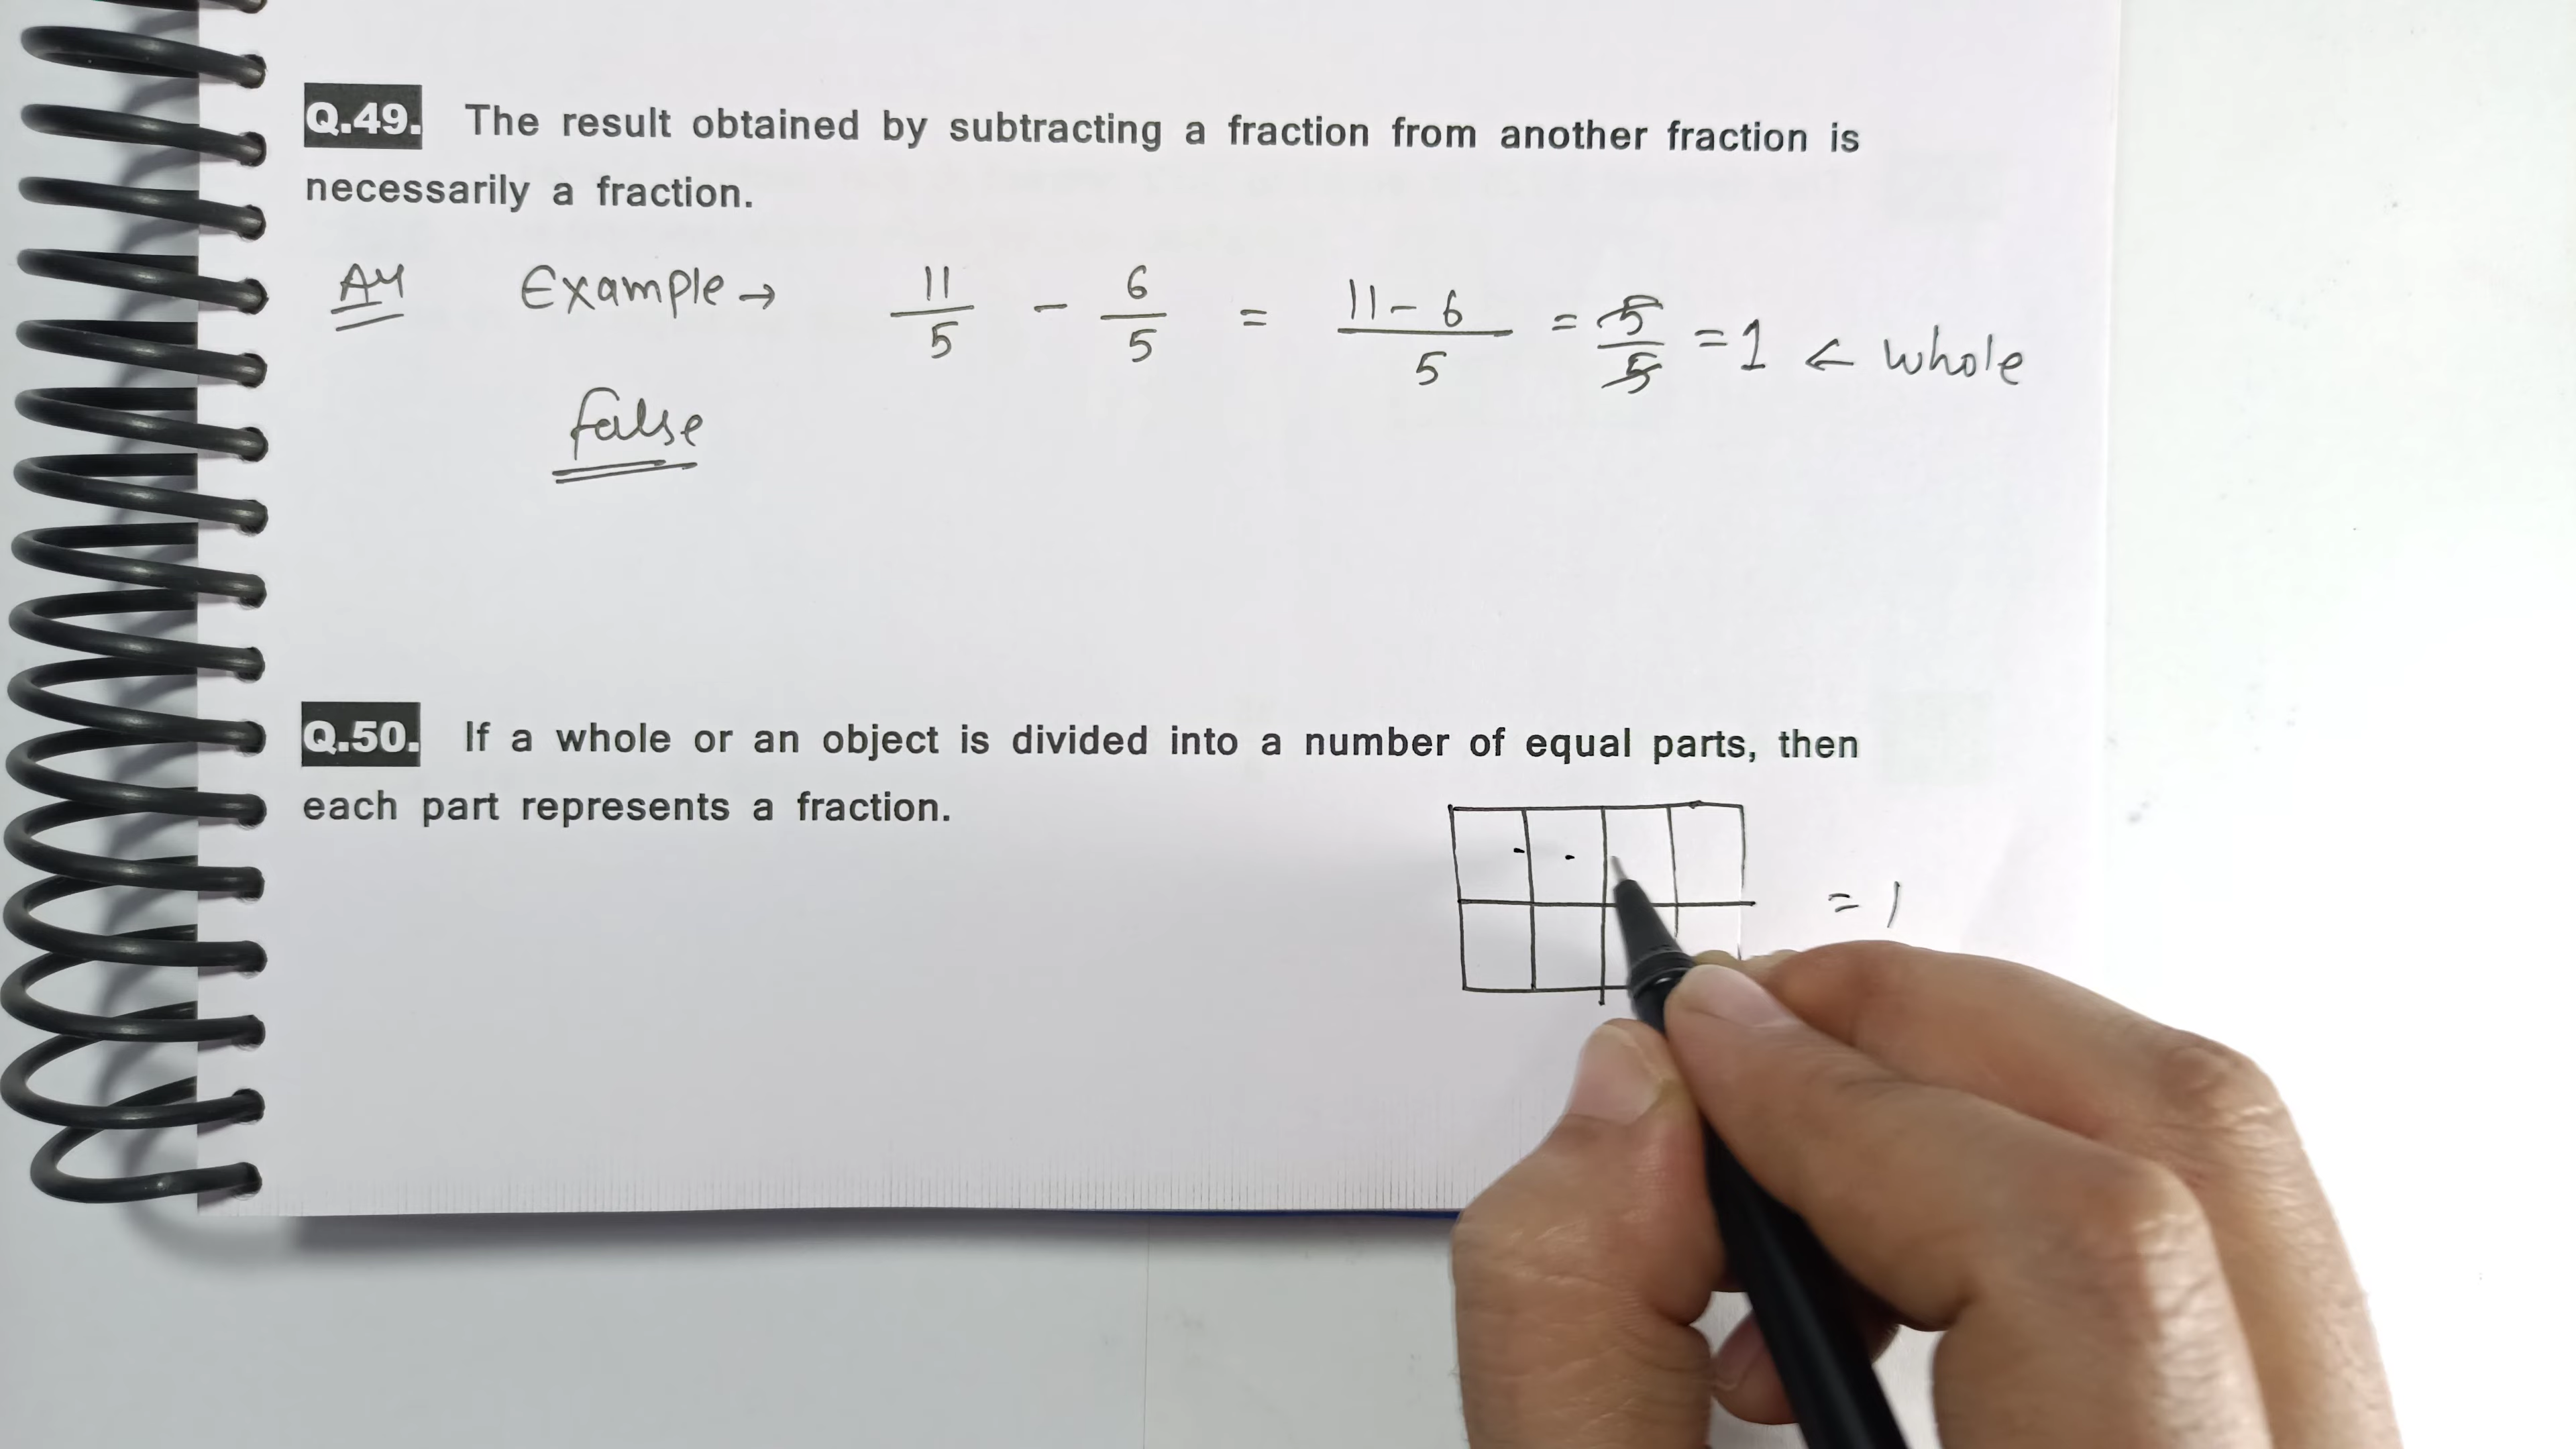 Q.49. The result obtained by subtracting a fraction from another fraction is
necessarily a fraction.
Example → 11/5 - 6/5 = 11-6/5 = 5/5 = 1 ← whole
false
Q.50. If a whole or an object is divided into a number of equal parts, then
each part represents a fraction.
= 1